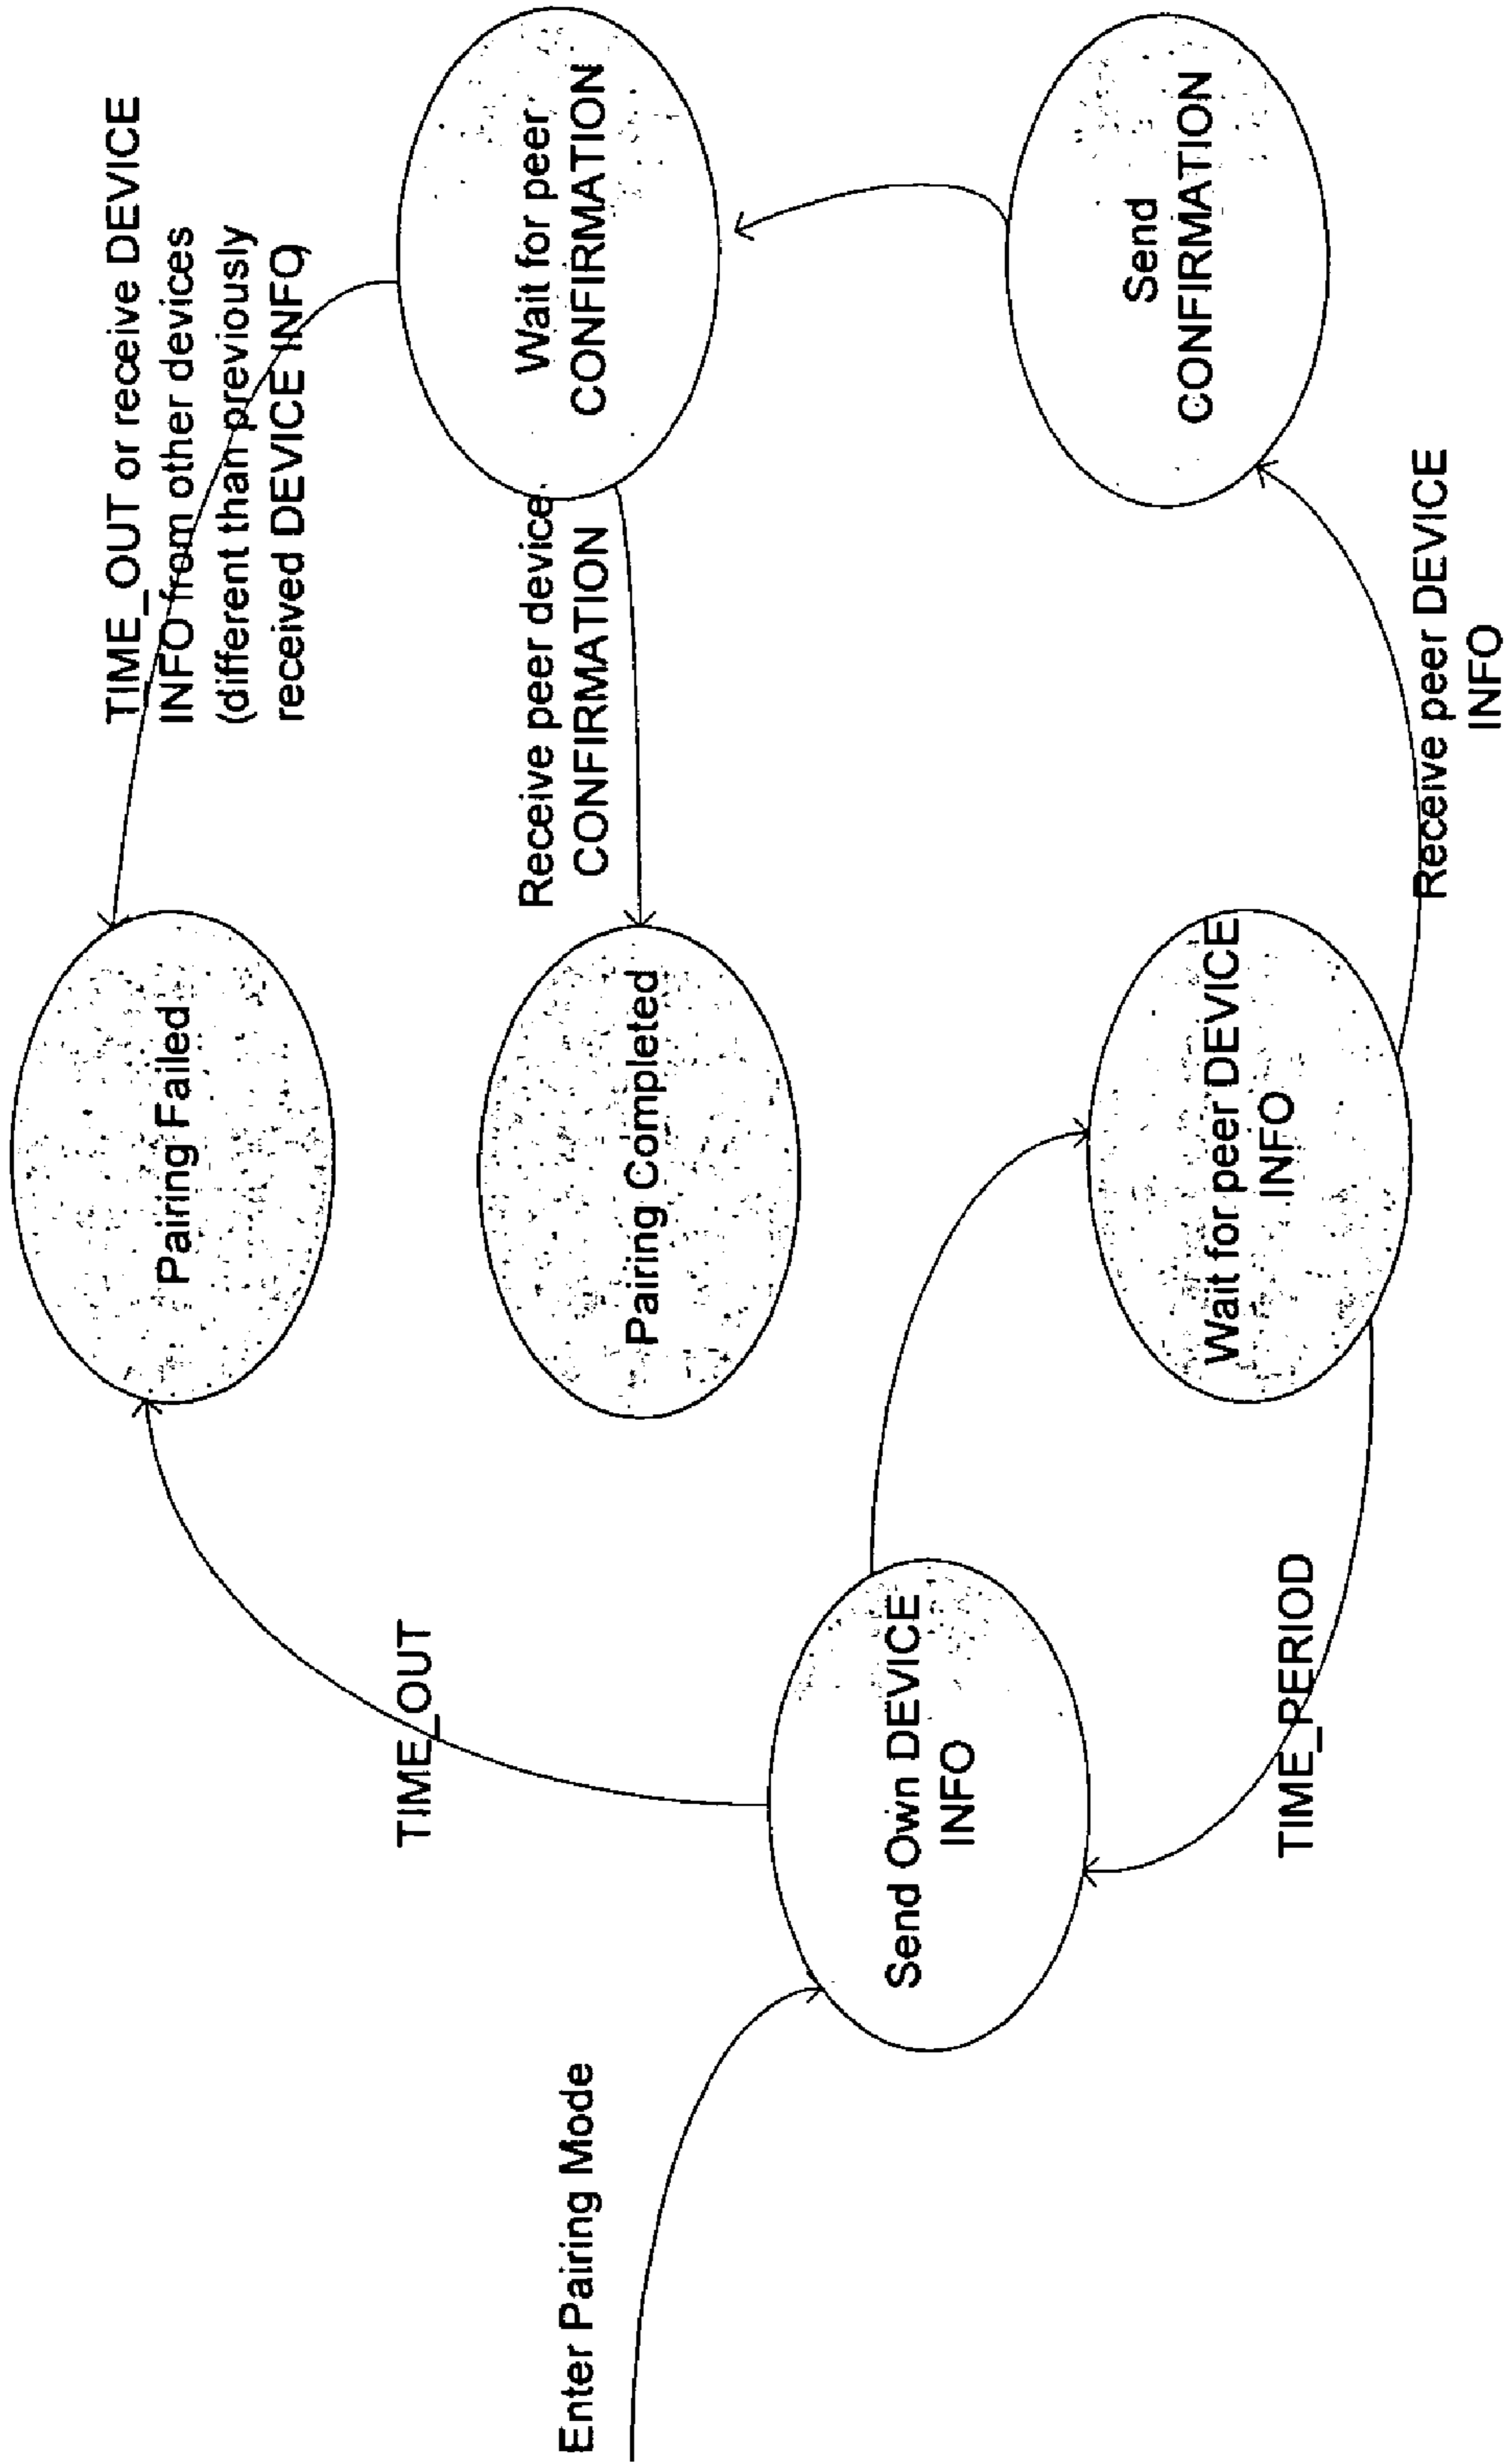 TIME_OUT or receive DEVICE
INFO from other devices
(different than previously
received DEVICE INFO)
Pairing Failed
TIME_OUT
Wait for peer
CONFIRMATION
Receive peer device
CONFIRMATION
Pairing Completed
Enter Pairing Mode
Send Own DEVICE
INFO
Send
CONFIRMATION
Wait for peer DEVICE
INFO
TIME_PERIOD
Receive peer DEVICE
INFO